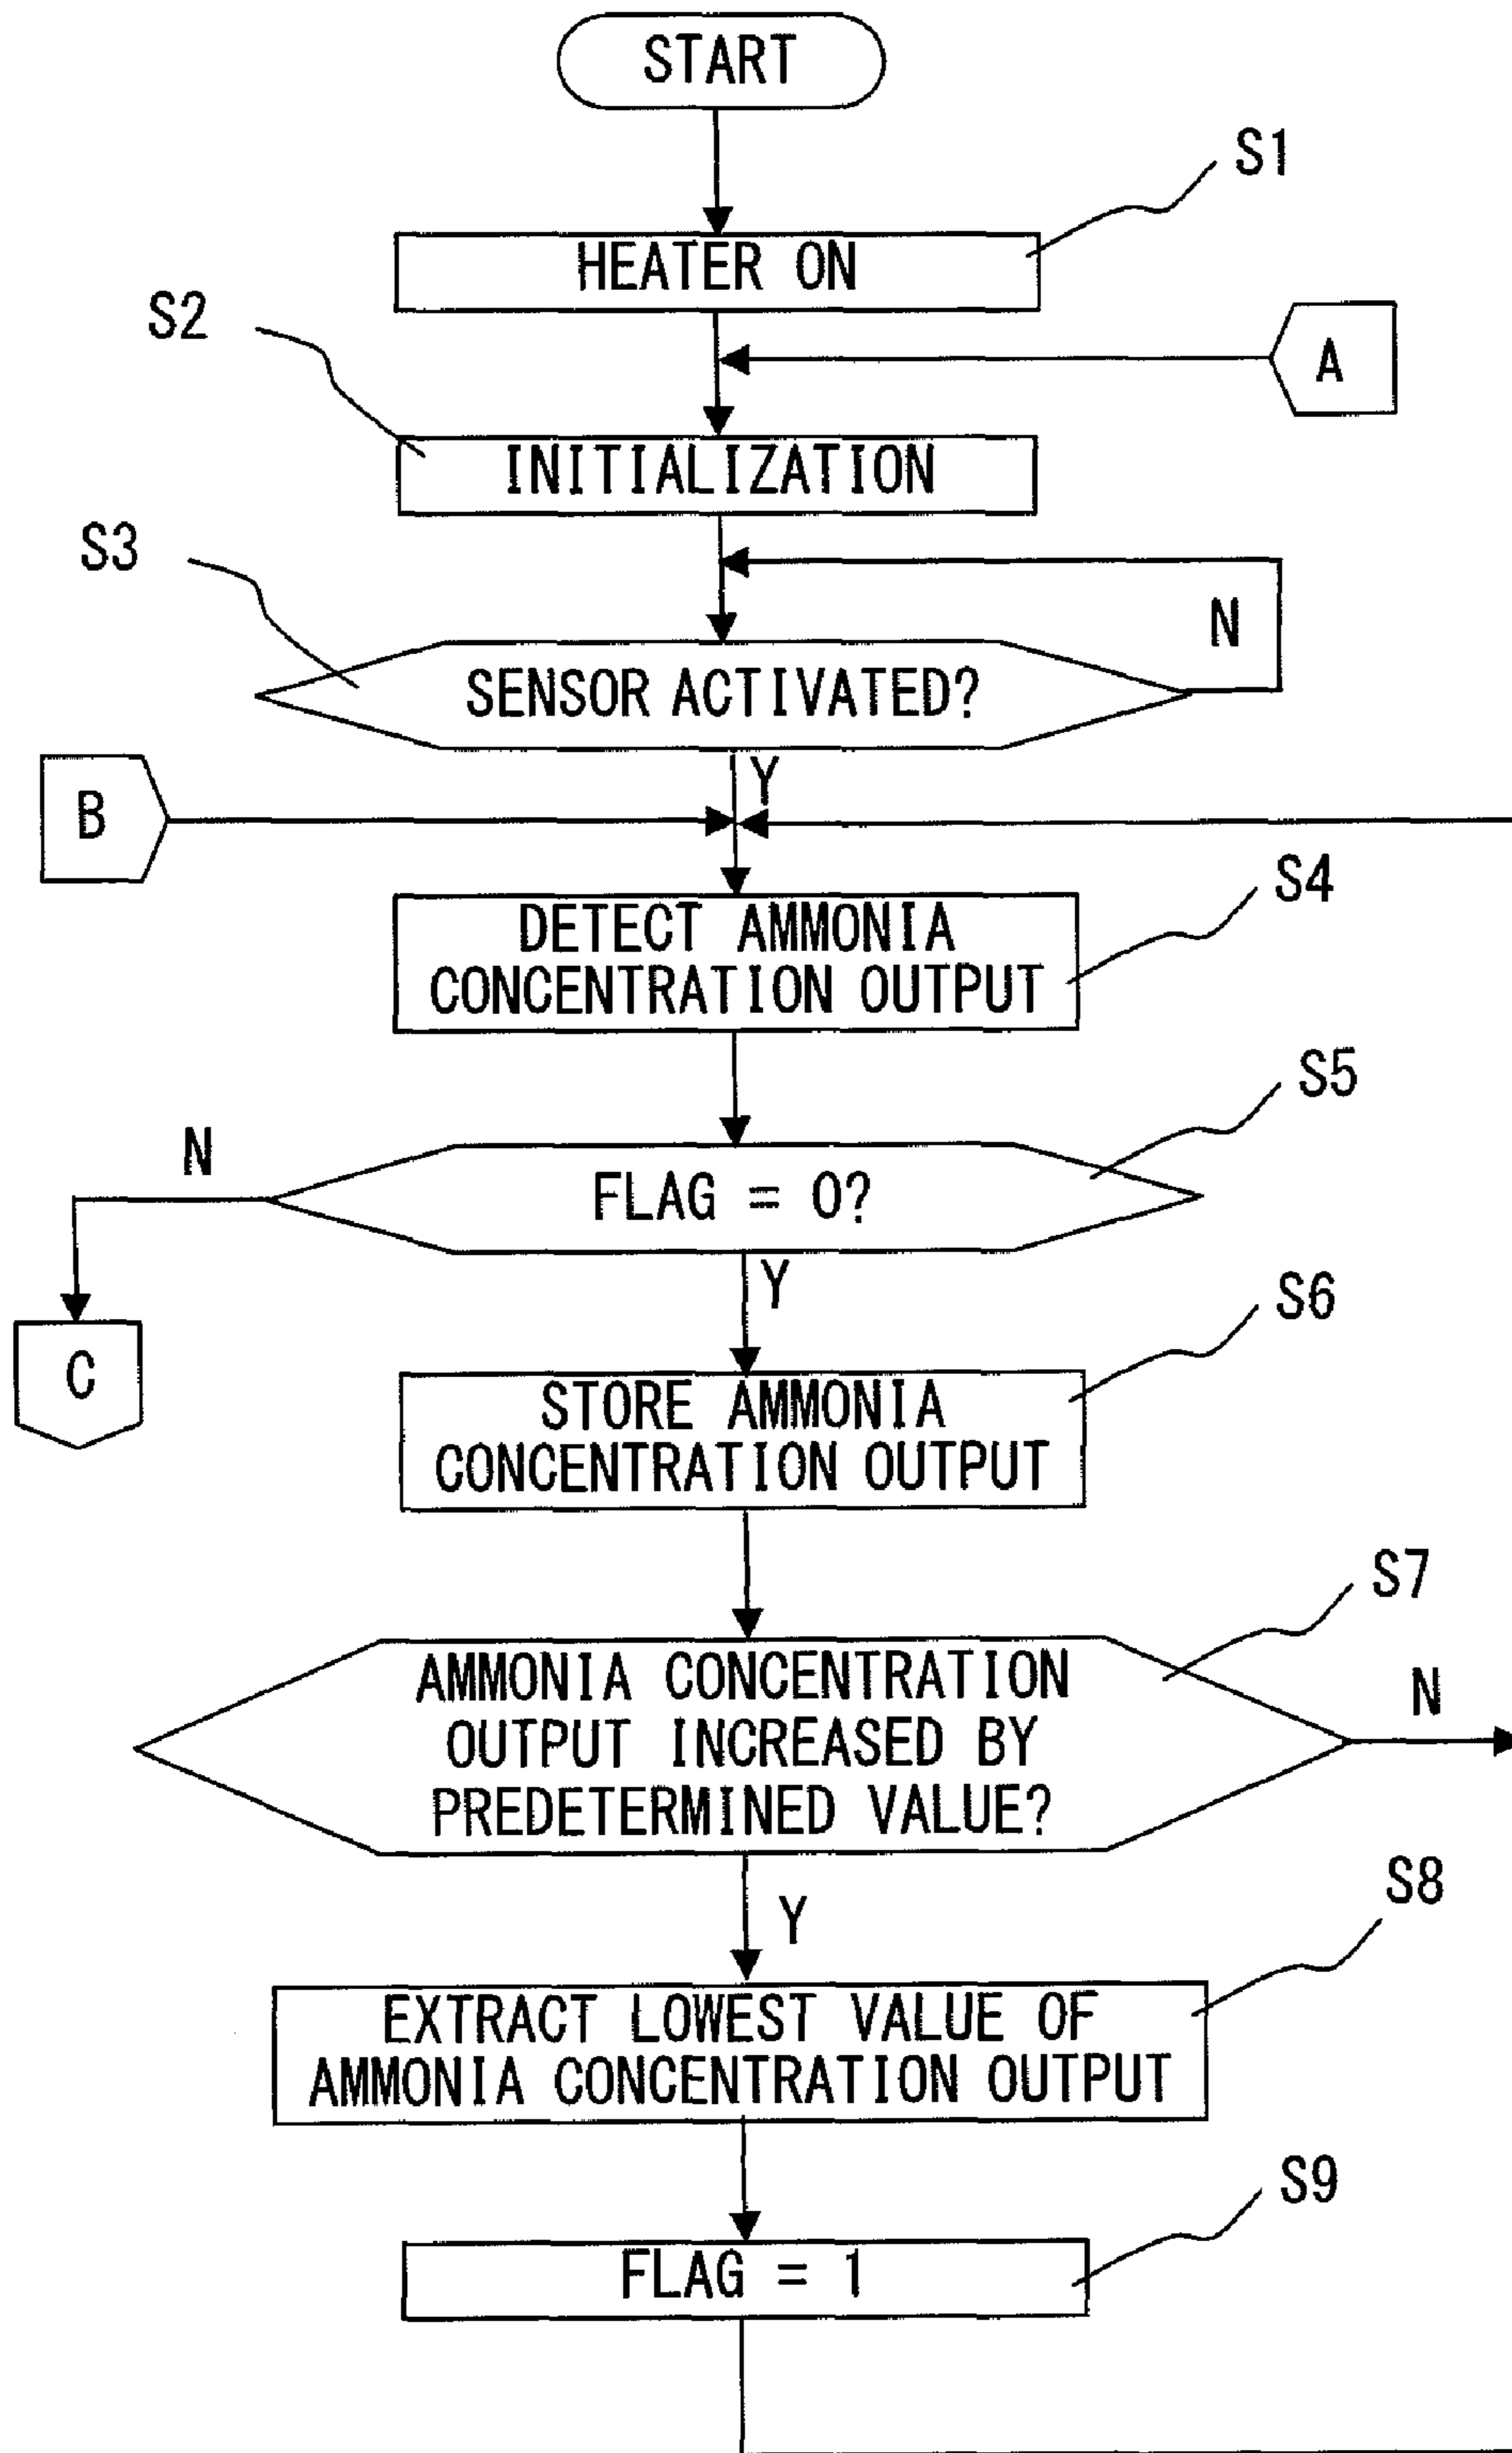 START
S1
HEATER ON
S2
A
INITIALIZATION
S3
N
SENSOR ACTIVATED?
Y
B
S4
DETECT AMMONIA
CONCENTRATION OUTPUT
S5
N
FLAG = 0?
Y
S6
C
STORE AMMONIA
CONCENTRATION OUTPUT
S7
AMMONIA CONCENTRATION
OUTPUT INCREASED BY
PREDETERMINED VALUE?
N
Y
S8
EXTRACT LOWEST VALUE OF
AMMONIA CONCENTRATION OUTPUT
S9
FLAG = 1